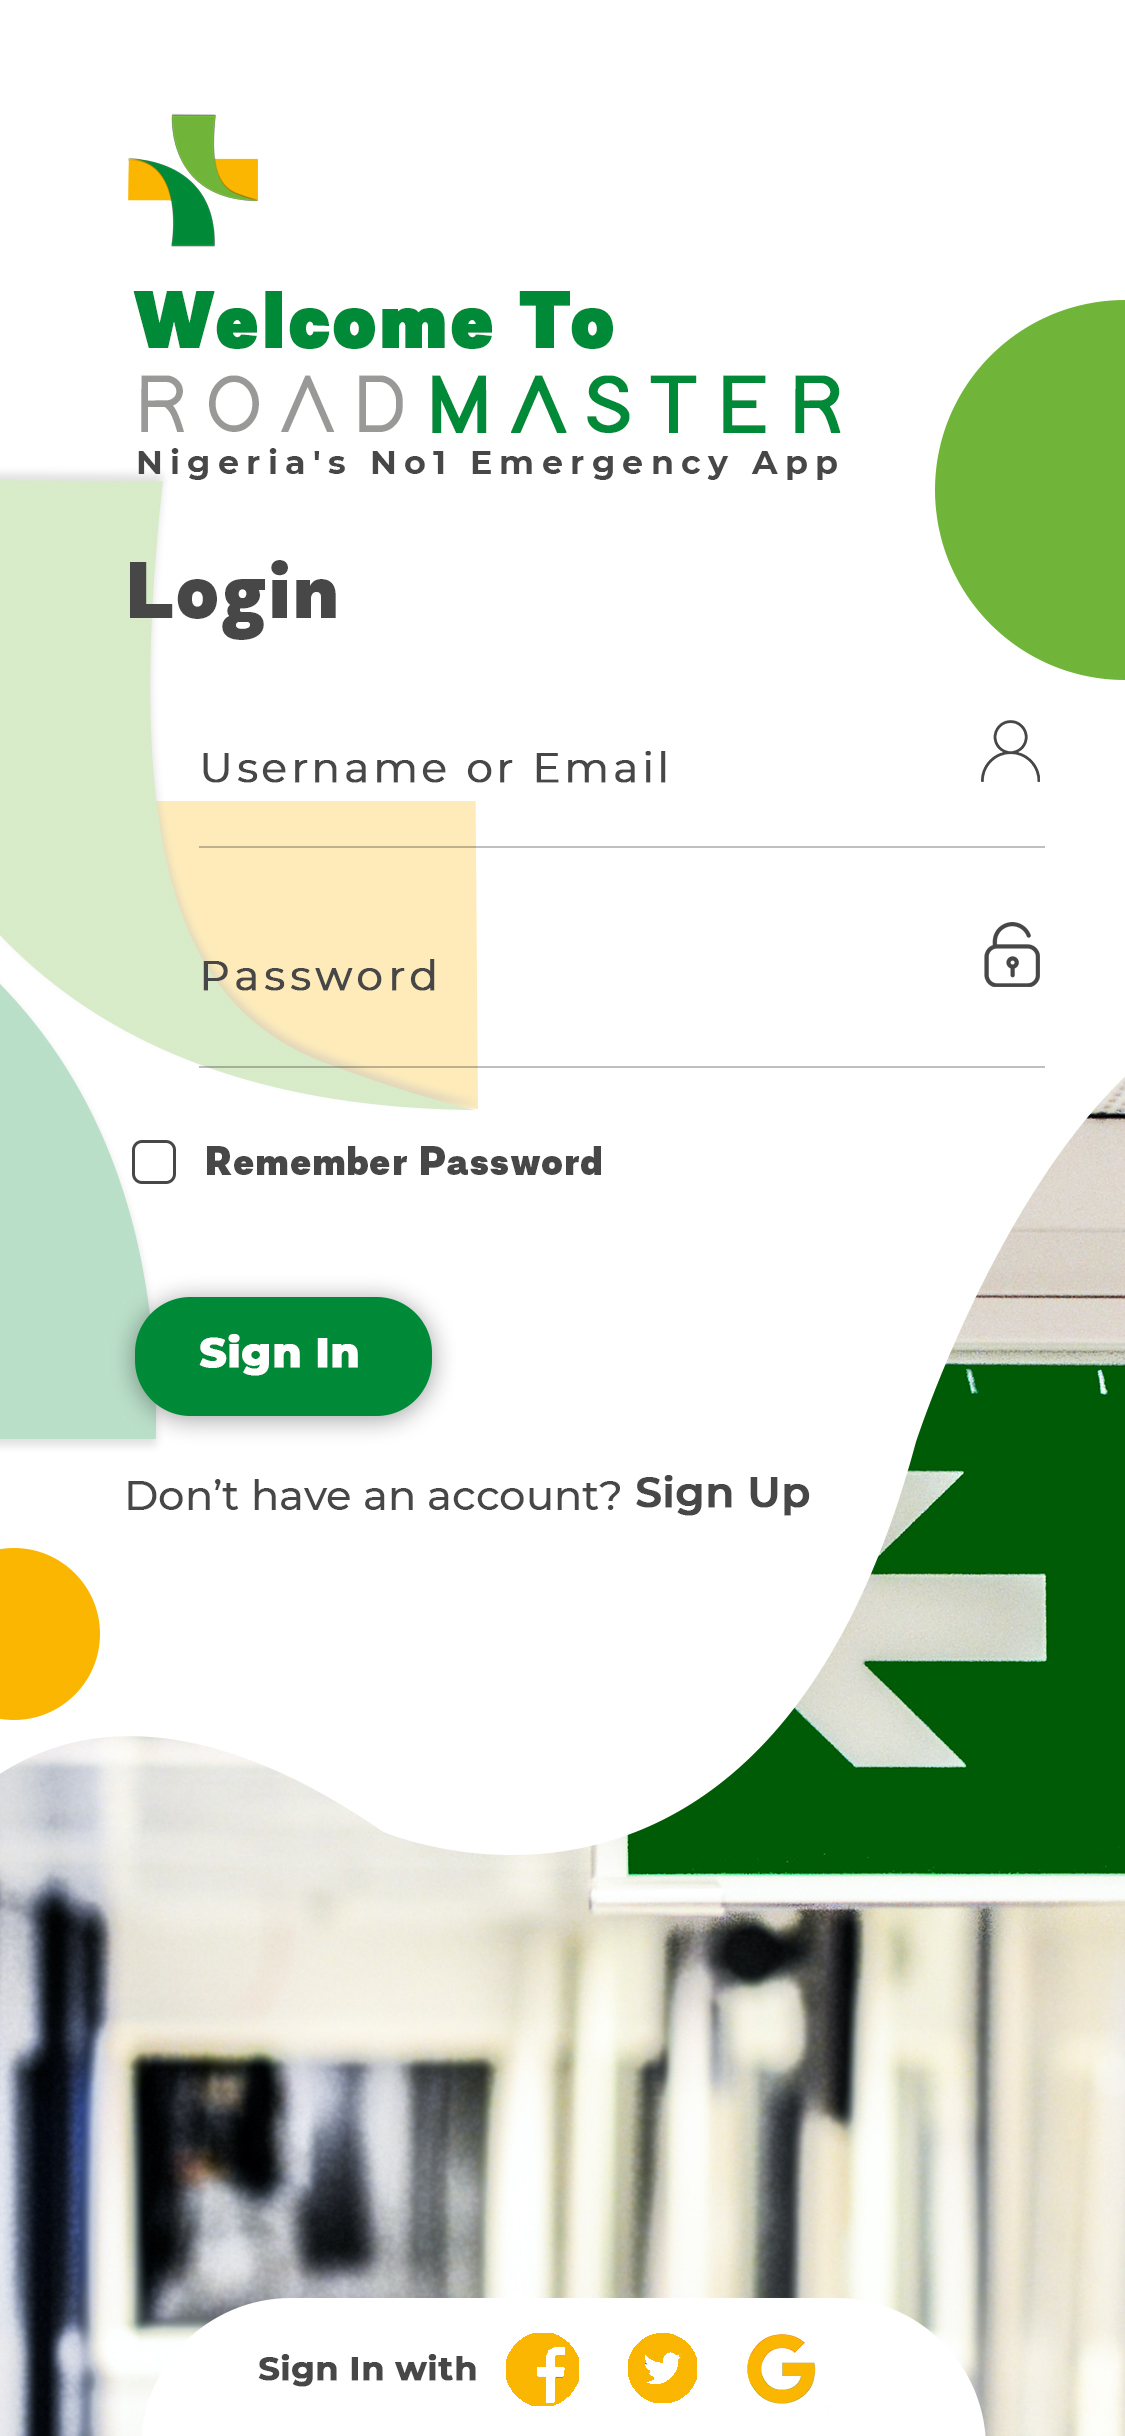 Welcome To
ROADMASTER
Nigeria's No1 Emergency App
Login
Username or Email
Password
Remember Password
Sign In
Don’t have an account? Sign Up
Sign In with